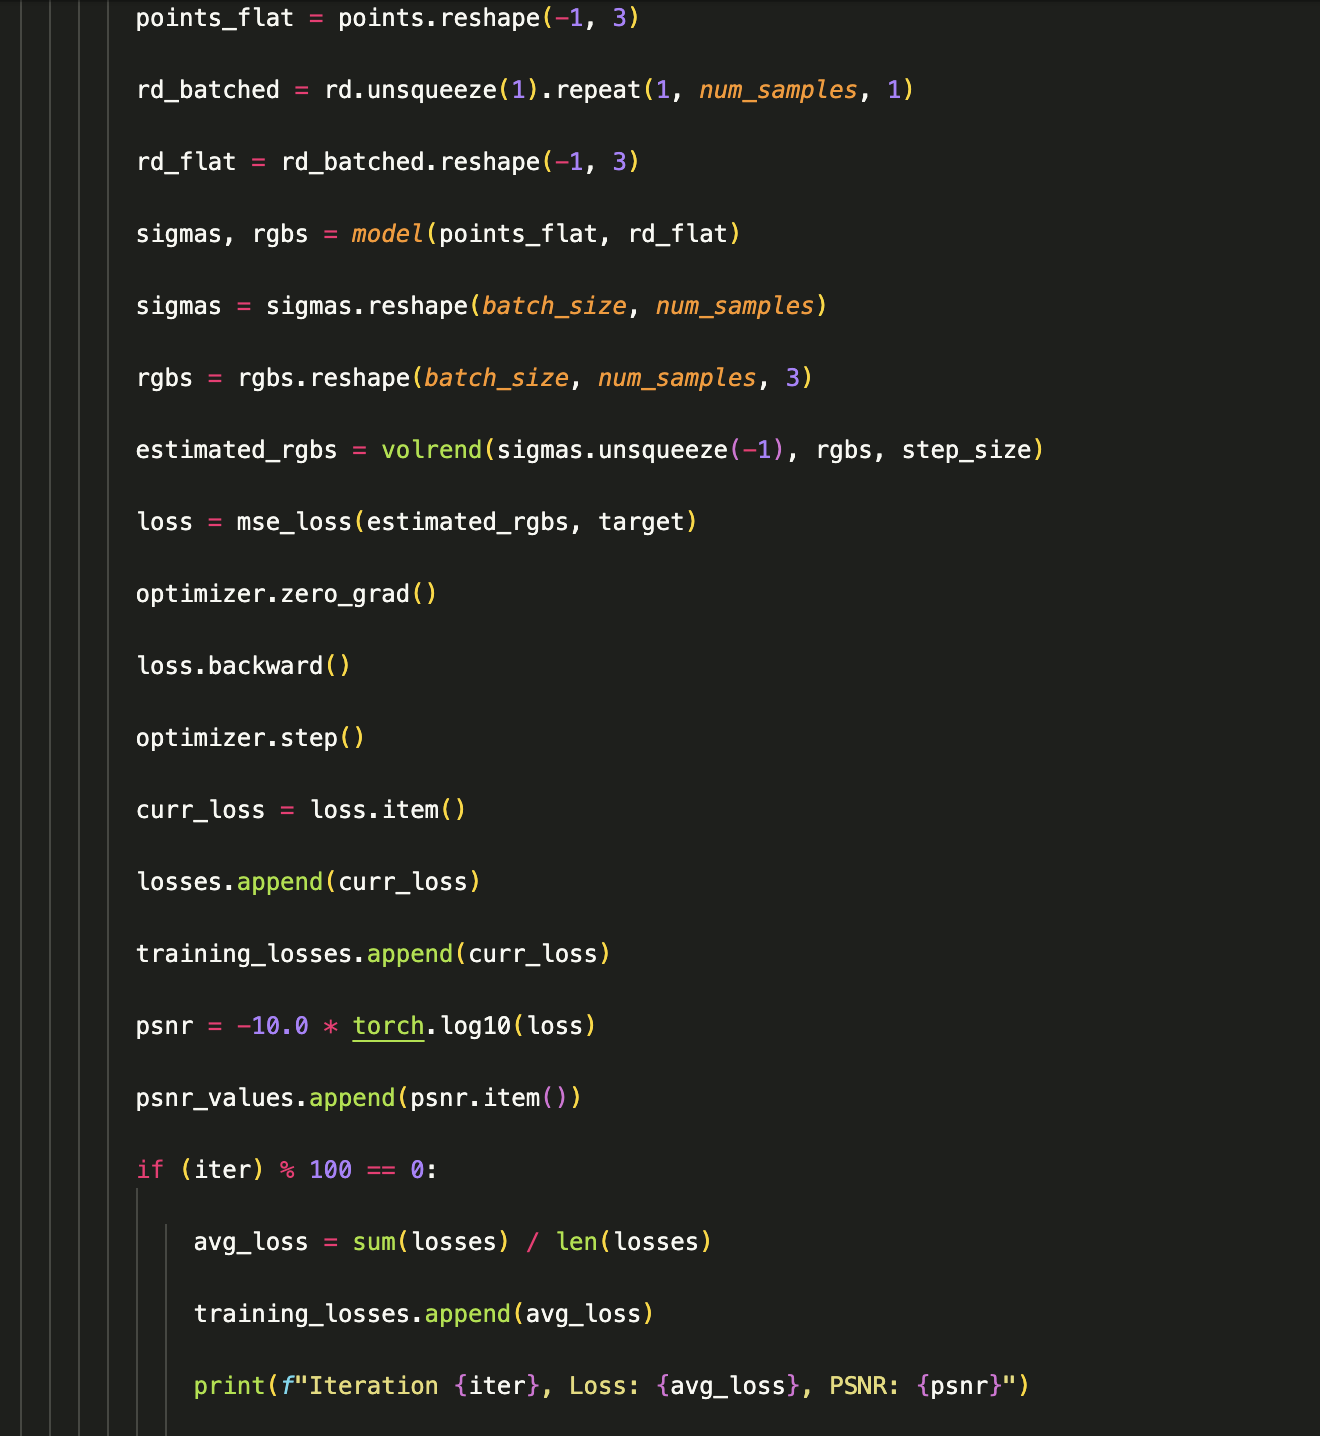 points_flat = points.reshape(-1, 3)
rd_batched = rd.unsqueeze(1).repeat(1, num_samples, 1)
rd_flat = rd_batched.reshape(-1, 3)
sigmas, rgbs = model(points_flat, rd_flat)
sigmas = sigmas.reshape(batch_size, num_samples)
rgbs = rgbs.reshape(batch_size, num_samples, 3)
estimated_rgbs = volrend(sigmas.unsqueeze(-1), rgbs, step_size)
loss = mse_loss(estimated_rgbs, target)
optimizer.zero_grad()
loss.backward()
optimizer.step()
curr_loss = loss.item()
losses.append(curr_loss)
training_losses.append(curr_loss)
psnr = -10.0 * torch.log10(loss)
psnr_values.append(psnr.item())
if (iter) % 100 == 0:
avg_loss = sum(losses) / len(losses)
training_losses.append(avg_loss)
print(f"Iteration {iter}, Loss: {avg_loss}, PSNR: {psnr}")